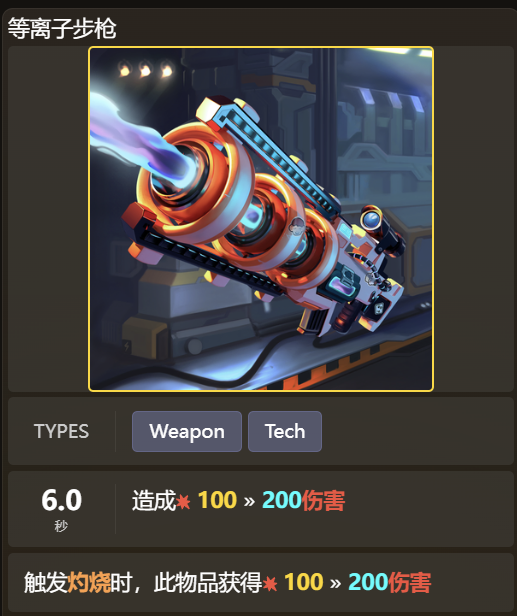 等离子步枪
TYPES
Weapon
Tech
6.0
秒
造成 100 » 200伤害
触发灼烧时，此物品获得 100 » 200伤害